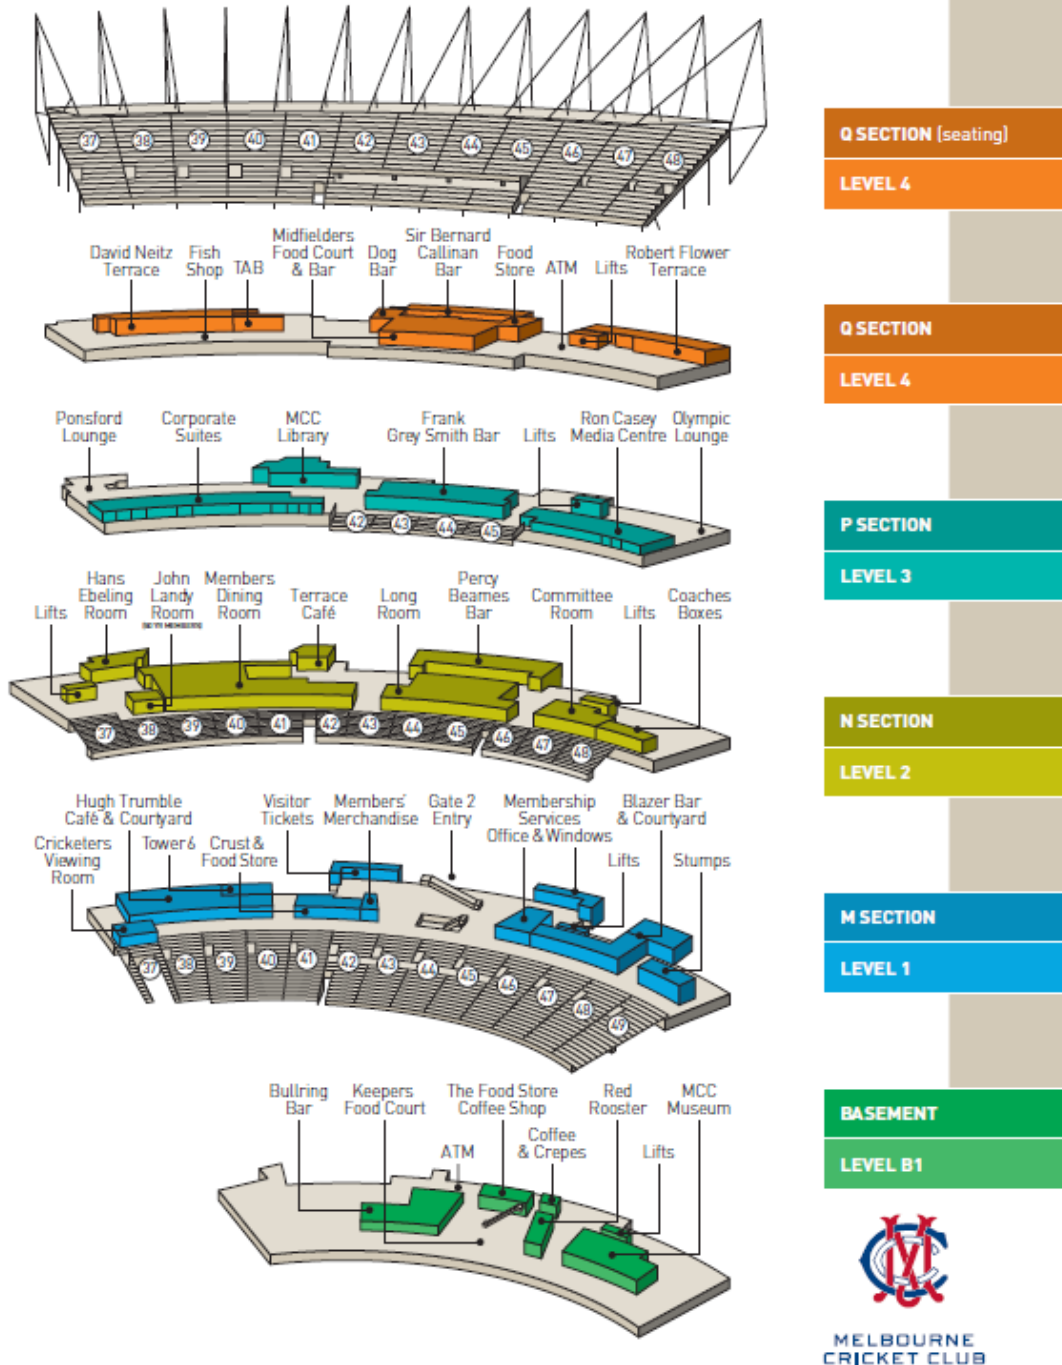 37 38 39 40 41 42 43 44 45 46 47 48
Q SECTION (seating)
LEVEL 4
David Neitz
Terrace
Fish
Shop
TAB
Midfielders
Food Court
& Bar
Dog
Bar
Sir Bernard
Callinan
Bar
Food
Store
ATM
Lifts
Robert Flower
Terrace
Q SECTION
LEVEL 4
Ponsford
Lounge
Corporate
Suites
MCC
Library
Frank
Grey Smith Bar
Lifts
Ron Casey
Media Centre
Olympic
Lounge
42 43 44 45
P SECTION
LEVEL 3
Lifts
Hans
Ebeling
Room
John
Landy
Room
Members
Dining
Room
Terrace
Café
Long
Room
Percy
Beames
Bar
Committee
Room
Lifts
Coaches
Boxes
37 38 39 40 41 42 43 44 45 46 47 48
N SECTION
LEVEL 2
Hugh Trumble
Café & Courtyard
Cricketers
Viewing
Room
Tower 6
Crust &
Food Store
Visitor
Tickets
Members'
Merchandise
Gate 2
Entry
Membership
Services
Office & Windows
Blazer Bar
& Courtyard
Lifts
Stumps
37 38 39 40 41 42 43 44 45 46 47 48 49
M SECTION
LEVEL 1
Bullring
Bar
Keepers
Food Court
The Food Store
Coffee Shop
Red
Rooster
MCC
Museum
ATM
Coffee
& Crepes
Lifts
BASEMENT
LEVEL B1
MCC
MELBOURNE
CRICKET CLUB